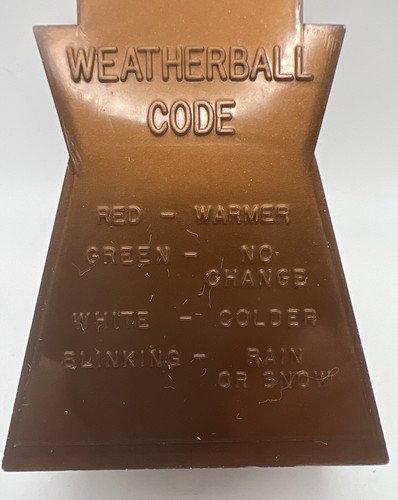 WEATHERBALL
CODE
RED - WARMER
GREEN - NO
CHANGE
WHITE - COLDER
BLINKING - RAIN
OR SNOW